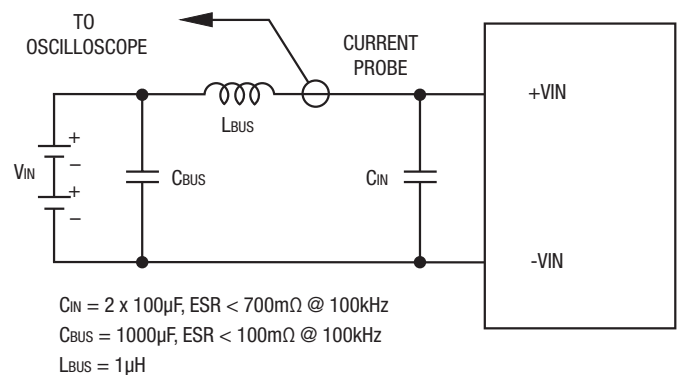 TO
OSCILLOSCOPE
CURRENT
PROBE
+VIN
LBUS
+
−
VIN
+
−
CBUS
CIN
-VIN
CIN = 2 x 100µF, ESR < 700mΩ @ 100kHz
CBUS = 1000µF, ESR < 100mΩ @ 100kHz
LBUS = 1µH